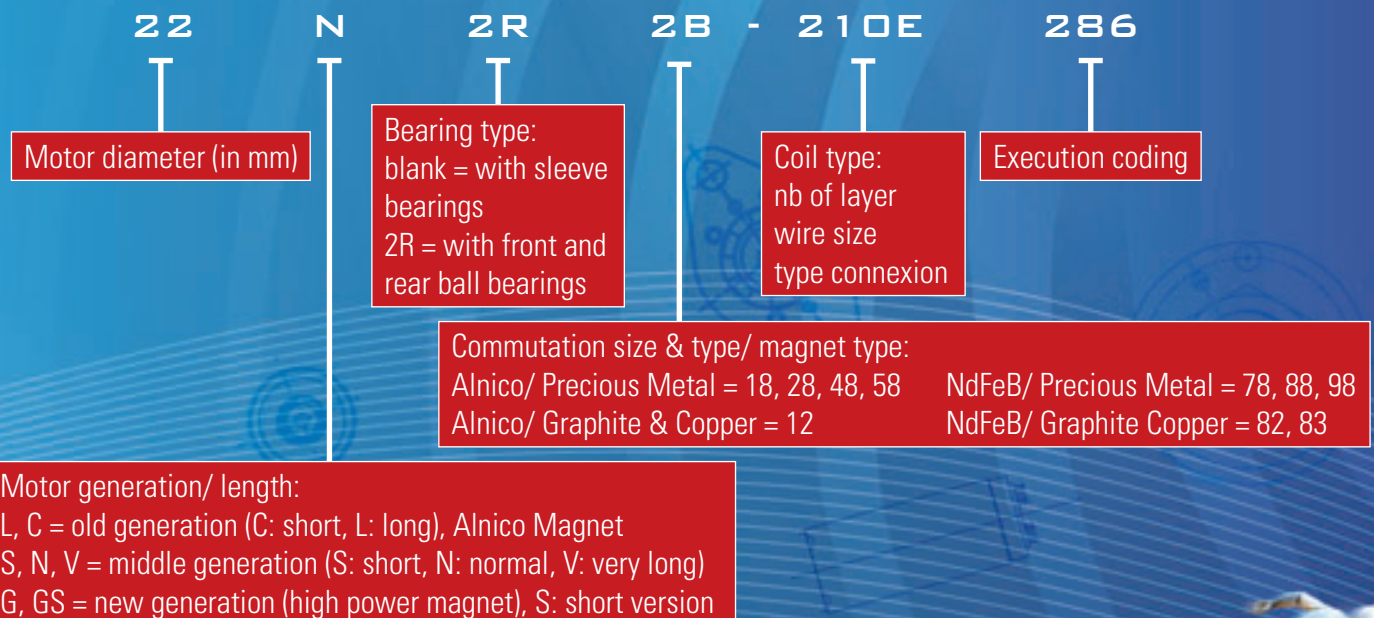 22 N 2R 2B - 210E 286
Motor diameter (in mm)
Bearing type:
blank = with sleeve
bearings
2R = with front and
rear ball bearings
Coil type:
nb of layer
wire size
type connexion
Execution coding
Commutation size & type/ magnet type:
Alnico/ Precious Metal = 18, 28, 48, 58 NdFeB/ Precious Metal = 78, 88, 98
Alnico/ Graphite & Copper = 12 NdFeB/ Graphite Copper = 82, 83
Motor generation/ length:
L, C = old generation (C: short, L: long), Alnico Magnet
S, N, V = middle generation (S: short, N: normal, V: very long)
G, GS = new generation (high power magnet), S: short version